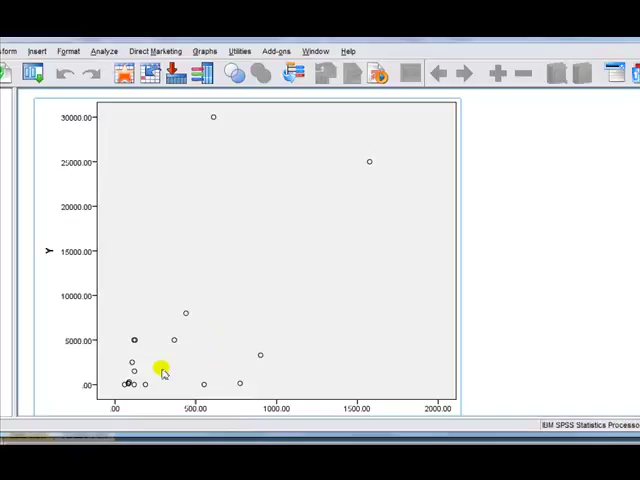 sform Insert Format Analyze Direct Marketing Graphs Utilities Add-ons Window Help
30000.00
25000.00
20000.00
Y
15000.00
10000.00
5000.00
.00
.00 500.00 1000.00 1500.00 2000.00
IBM SPSS Statistics Processo